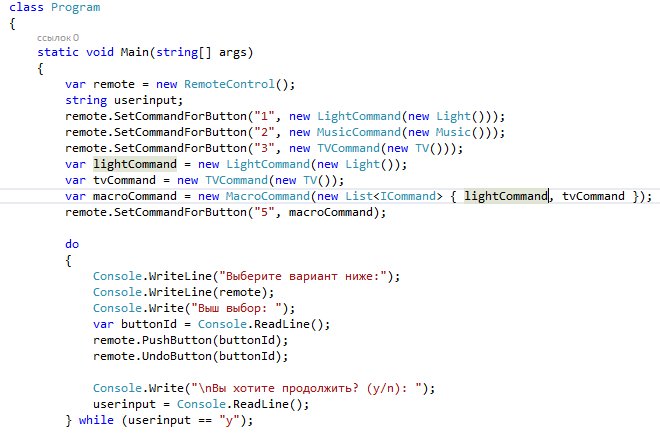 class Program
{
ссылок 0
static void Main(string[] args)
{
var remote = new RemoteControl();
string userinput;
remote.SetCommandForButton("1", new LightCommand(new Light()));
remote.SetCommandForButton("2", new MusicCommand(new Music()));
remote.SetCommandForButton("3", new TVCommand(new TV()));
var lightCommand = new LightCommand(new Light());
var tvCommand = new TVCommand(new TV());
var macroCommand = new MacroCommand(new List<ICommand> { lightCommand, tvCommand });
remote.SetCommandForButton("5", macroCommand);
do
{
Console.WriteLine("Выберите вариант ниже:");
Console.WriteLine(remote);
Console.Write("Выш выбор: ");
var buttonId = Console.ReadLine();
remote.PushButton(buttonId);
remote.UndoButton(buttonId);
Console.Write("\nВы хотите продолжить? (y/n): ");
userinput = Console.ReadLine();
} while (userinput == "y");